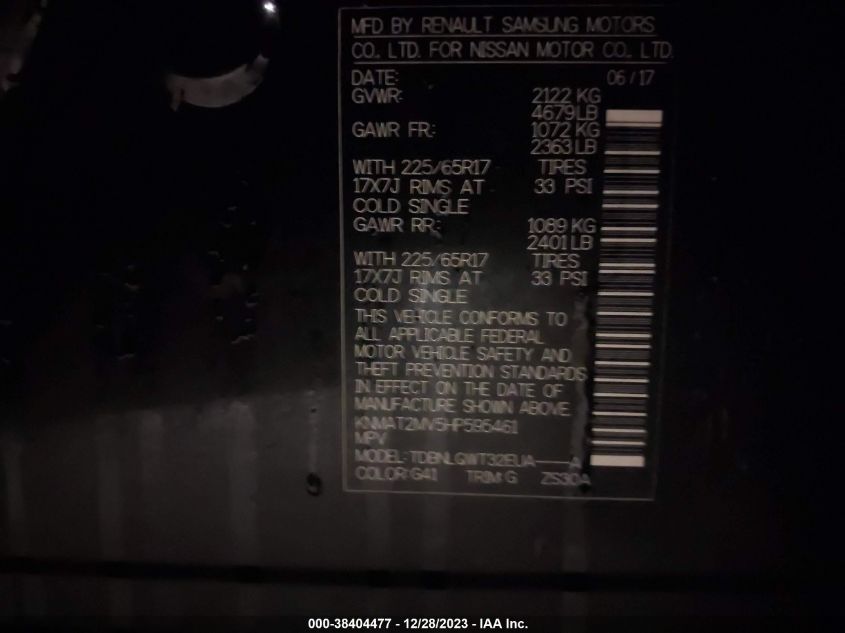 MFD BY RENAULT SAMSUNG MOTORS
CO., LTD. FOR NISSAN MOTOR CO., LTD.
DATE: 06/17
GVWR: 2122 KG
4679 LB
GAWR FR: 1072 KG
2363 LB
WITH 225/65R17 TIRES
17X7J RIMS AT 33 PSI
COLD SINGLE
GAWR RR: 1089 KG
2401 LB
WITH 225/65R17 TIRES
17X7J RIMS AT 33 PSI
COLD SINGLE
THIS VEHICLE CONFORMS TO
ALL APPLICABLE FEDERAL
MOTOR VEHICLE SAFETY AND
THEFT PREVENTION STANDARDS
IN EFFECT ON THE DATE OF
MANUFACTURE SHOWN ABOVE.
KNMAT2MV5HP595461
MPV
MODEL: TDBNLQWT32EUA----A
COLOR: G41 TRIM: G ZS30A
000-38404477 - 12/28/2023 - IAA Inc.